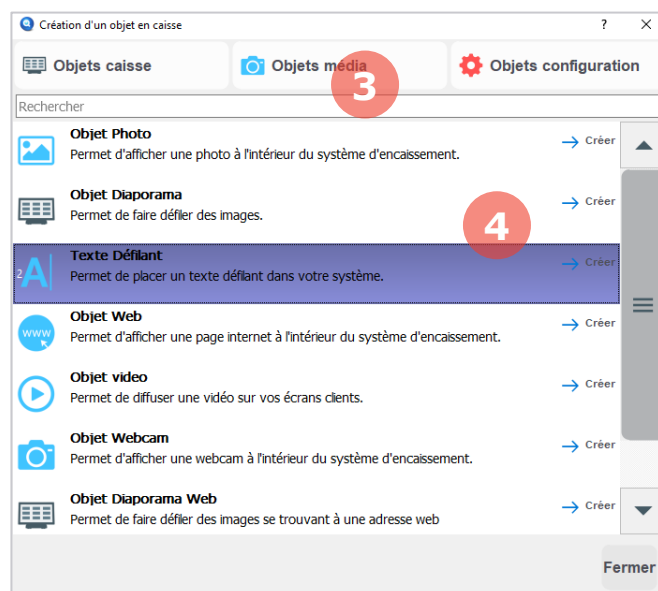 Création d'un objet en caisse
?
Objets caisse
Objets média
Objets configuration
3
Rechercher
Objet Photo
Permet d'afficher une photo à l'intérieur du système d'encaissement.
Créer
Objet Diaporama
Permet de faire défiler des images.
Créer
4
Texte Défilant
Permet de placer un texte défilant dans votre système.
Créer
2A
Objet Web
Permet d'afficher une page internet à l'intérieur du système d'encaissement.
Créer
www
Objet video
Permet de diffuser une vidéo sur vos écrans clients.
Créer
Objet Webcam
Permet d'afficher une webcam à l'intérieur du système d'encaissement.
Créer
Objet Diaporama Web
Permet de faire défiler des images se trouvant à une adresse web
Créer
Fermer